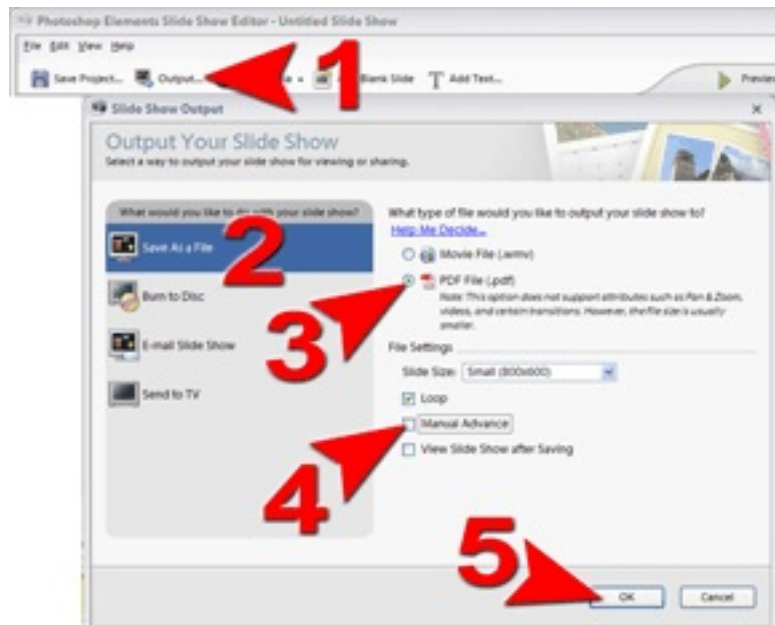 Photoshop Elements Slide Show Editor - Untitled Slide Show
File Edit View Help
Save Project... Output... Blank Slide Add Text... Preview
1
Slide Show Output
Output Your Slide Show
Select a way to output your slide show for viewing or sharing.
What would you like to do with your slide show?
Save As a File
2
Burn to Disc
E-mail Slide Show
Send to TV
What type of file would you like to output your slide show to?
Help Me Decide...
Movie File (.wmv)
PDF File (.pdf)
Note: This option does not support attributes such as Pan & Zoom,
videos, and certain transitions. However, the file size is usually
smaller.
3
File Settings
Slide Size: Small (800x600)
Loop
Manual Advance
4
View Slide Show after Saving
5
OK Cancel